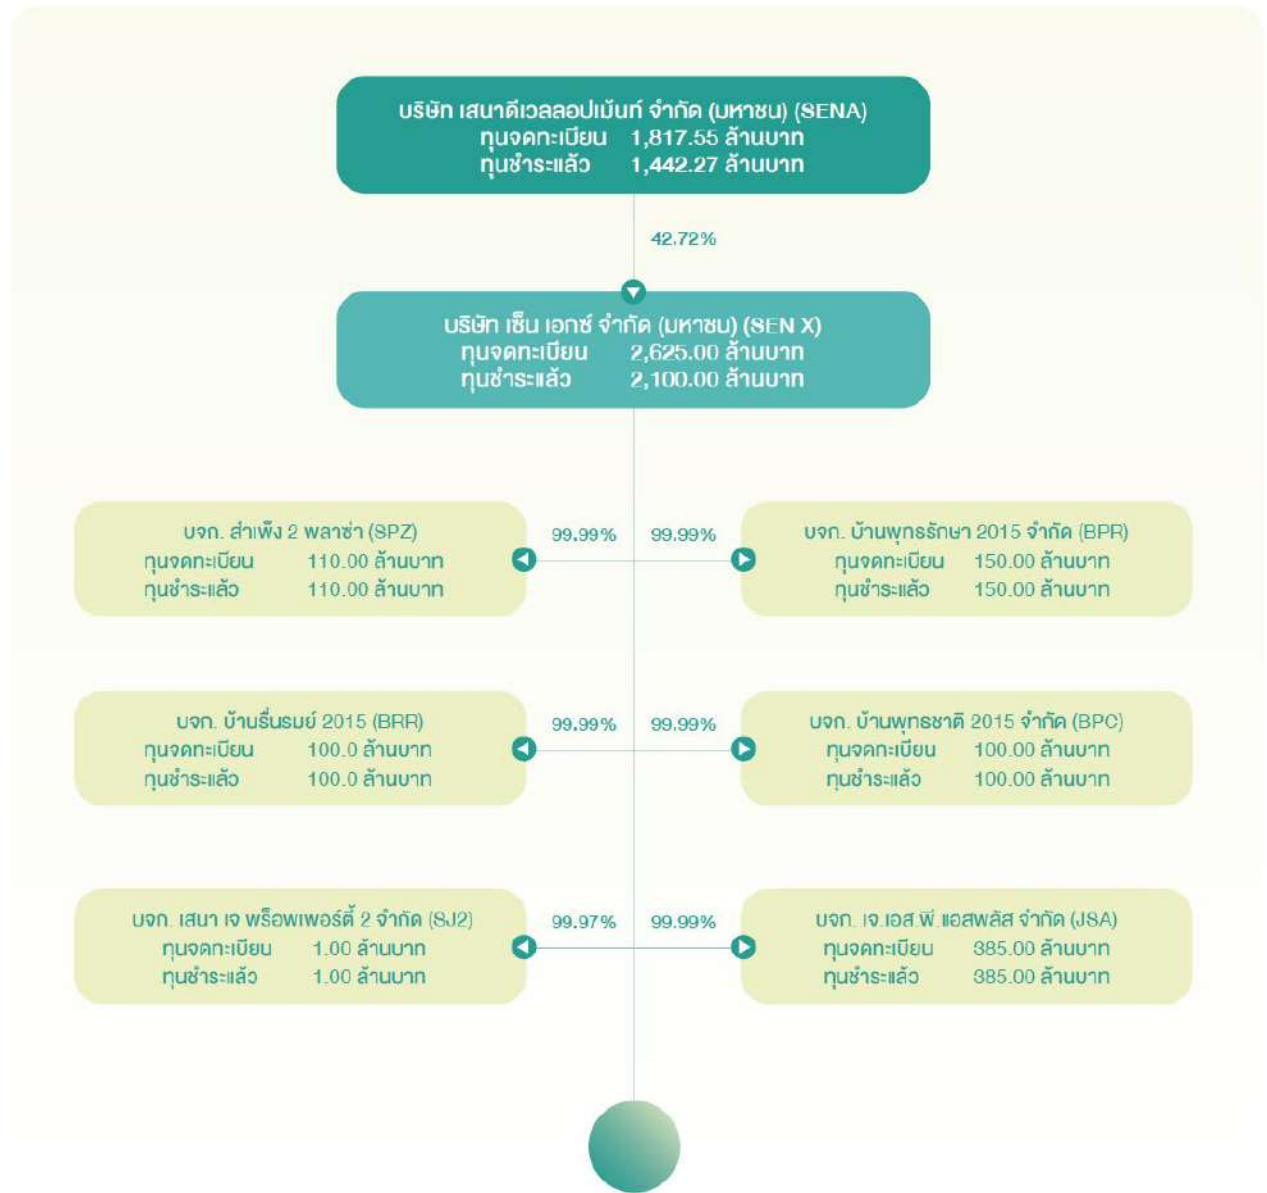 บริษัท เสนาดีเวลลอปเม้นท์ จำกัด (มหาชน) (SENA)
ทุนจดทะเบียน 1,817.55 ล้านบาท
ทุนชำระแล้ว 1,442.27 ล้านบาท
42.72%
บริษัท เซ็น เอกซ์ จำกัด (มหาชน) (SEN X)
ทุนจดทะเบียน 2,625.00 ล้านบาท
ทุนชำระแล้ว 2,100.00 ล้านบาท
บจก. สำเพ็ง 2 พลาซ่า (SPZ)
ทุนจดทะเบียน 110.00 ล้านบาท
ทุนชำระแล้ว 110.00 ล้านบาท
99.99% 99.99%
บจก. บ้านพุทธรักษา 2015 จำกัด (BPR)
ทุนจดทะเบียน 150.00 ล้านบาท
ทุนชำระแล้ว 150.00 ล้านบาท
บจก. บ้านรื่นรมย์ 2015 (BRR)
ทุนจดทะเบียน 100.0 ล้านบาท
ทุนชำระแล้ว 100.0 ล้านบาท
99.99% 99.99%
บจก. บ้านพุทธชาติ 2015 จำกัด (BPC)
ทุนจดทะเบียน 100.00 ล้านบาท
ทุนชำระแล้ว 100.00 ล้านบาท
บจก. เสนา เจ พร็อพเพอร์ตี้ 2 จำกัด (SJ2)
ทุนจดทะเบียน 1.00 ล้านบาท
ทุนชำระแล้ว 1.00 ล้านบาท
99.97% 99.99%
บจก. เจ.เอส.พี.แอสพลัส จำกัด (JSA)
ทุนจดทะเบียน 385.00 ล้านบาท
ทุนชำระแล้ว 385.00 ล้านบาท